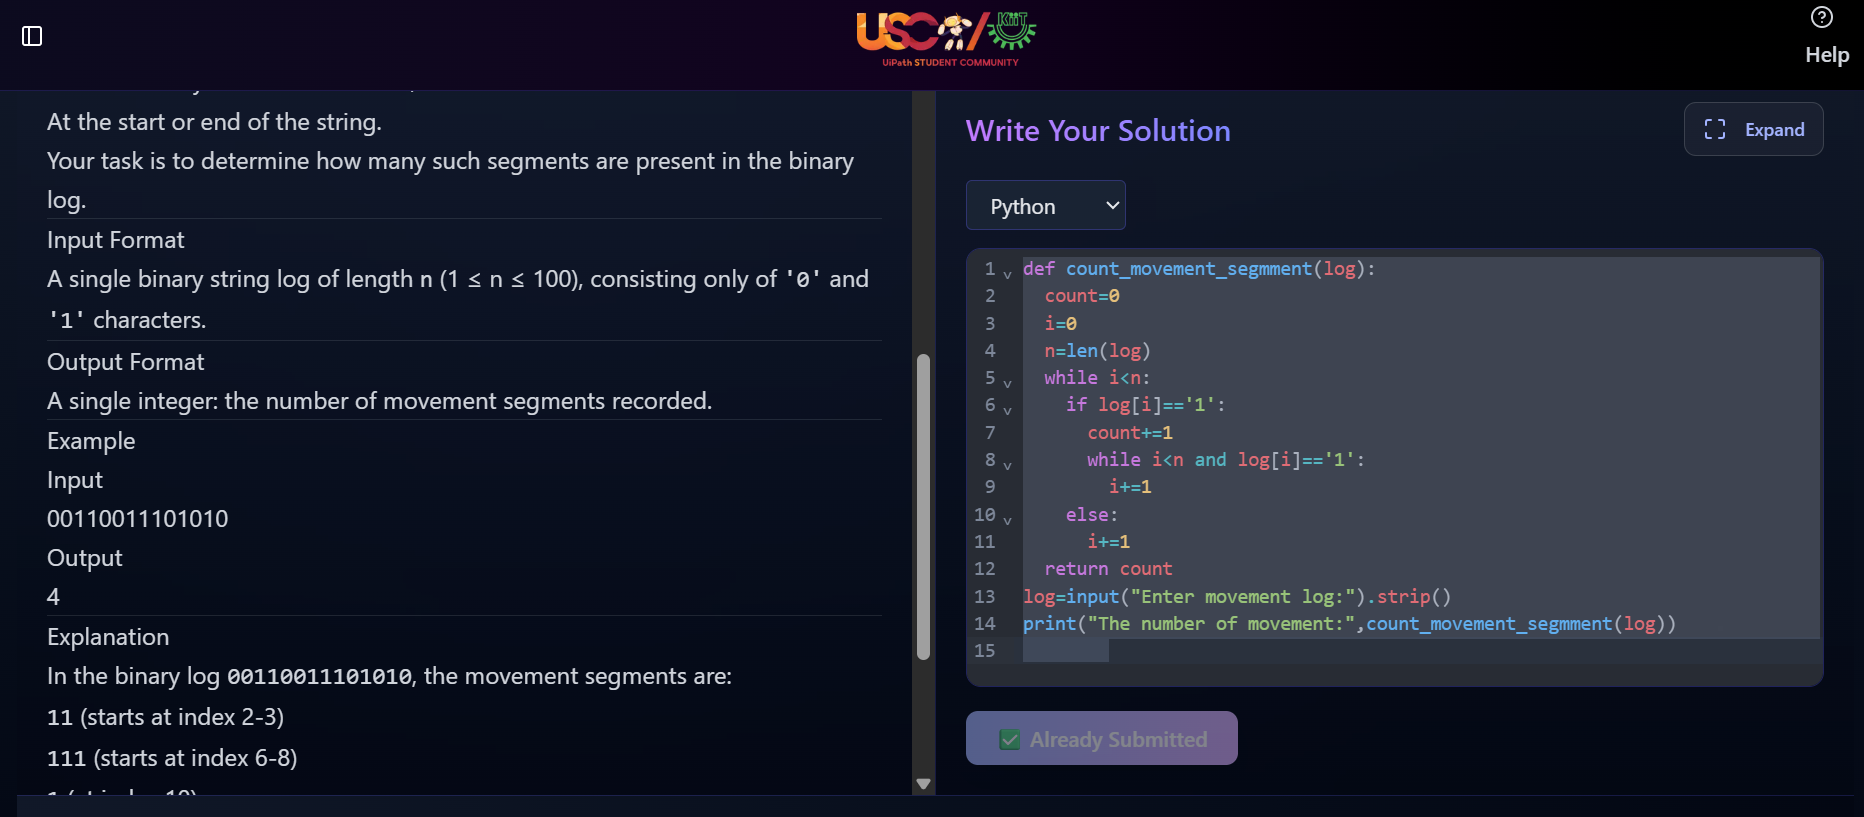 USC/KiiT
UiPath STUDENT COMMUNITY
Help
At the start or end of the string.
Your task is to determine how many such segments are present in the binary
log.
Input Format
A single binary string log of length n (1 ≤ n ≤ 100), consisting only of '0' and
'1' characters.
Output Format
A single integer: the number of movement segments recorded.
Example
Input
00110011101010
Output
4
Explanation
In the binary log 00110011101010, the movement segments are:
11 (starts at index 2-3)
111 (starts at index 6-8)
1 (at index 10)
Write Your Solution
Expand
Python
1 def count_movement_segmment(log):
2 count=0
3 i=0
4 n=len(log)
5 while i<n:
6 if log[i]=='1':
7 count+=1
8 while i<n and log[i]=='1':
9 i+=1
10 else:
11 i+=1
12 return count
13 log=input("Enter movement log:").strip()
14 print("The number of movement:",count_movement_segmment(log))
15
Already Submitted